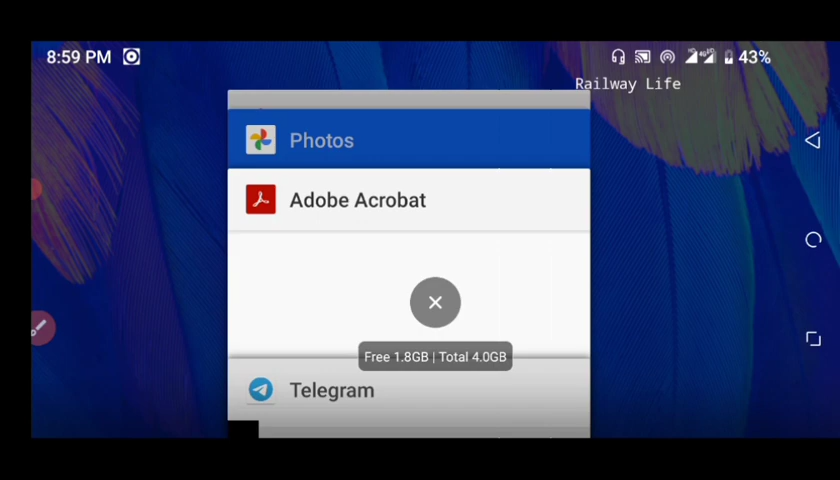 8:59 PM
43%
Railway Life
Photos
Adobe Acrobat
Free 1.8GB | Total 4.0GB
Telegram